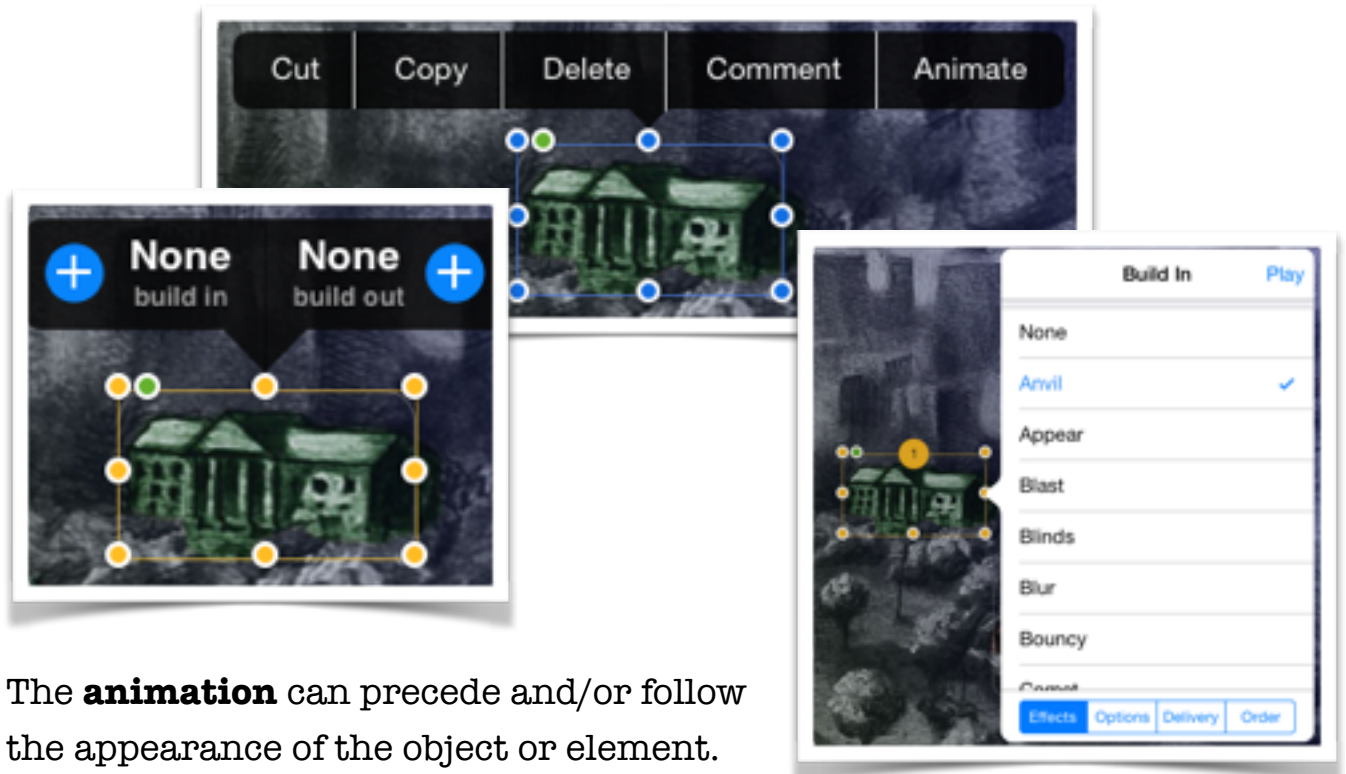 Cut Copy Delete Comment Animate
None None
build in build out
Build In Play
None
Anvil
Appear
Blast
Blinds
Blur
Bouncy
Comet
Effects Options Delivery Order
1
The animation can precede and/or follow
the appearance of the object or element.